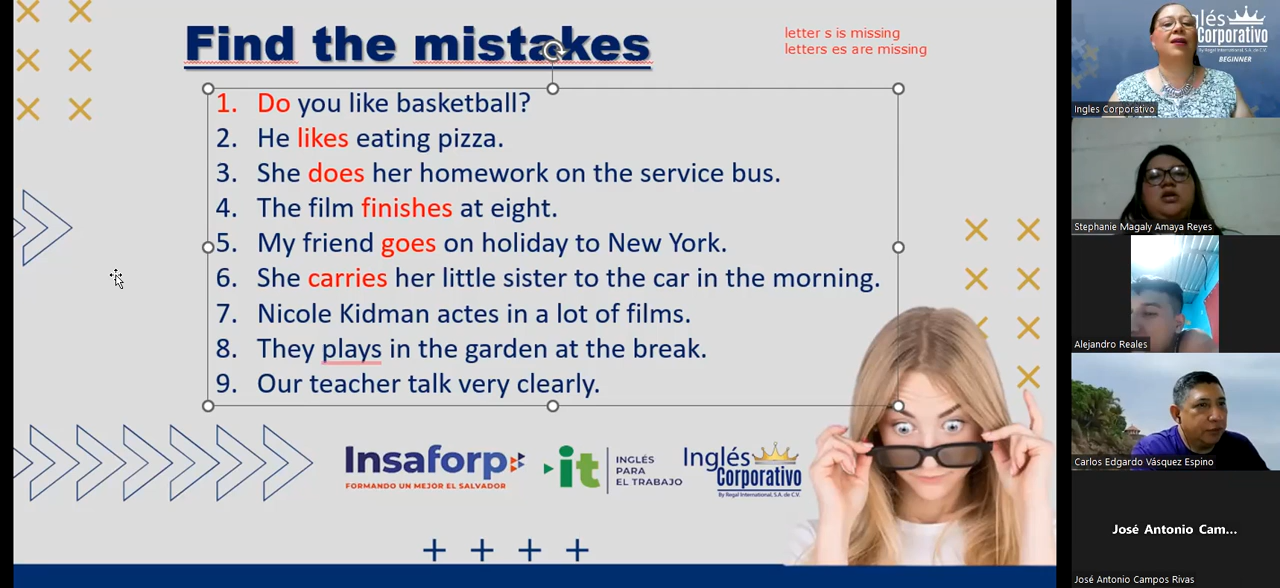 Find the mistakes
letter s is missing
letters es are missing
1. Do you like basketball?
2. He likes eating pizza.
3. She does her homework on the service bus.
4. The film finishes at eight.
5. My friend goes on holiday to New York.
6. She carries her little sister to the car in the morning.
7. Nicole Kidman actes in a lot of films.
8. They plays in the garden at the break.
9. Our teacher talk very clearly.
Insaforp
FORMANDO UN MEJOR EL SALVADOR
it
INGLÉS
PARA
EL TRABAJO
Inglés
Corporativo
By Regal International, S.A. de C.V.
glés
Corporativo
By Regal International, S.A. de C.V.
BEGINNER
Ingles Corporativo
Stephanie Magaly Amaya Reyes
Alejandro Reales
Carlos Edgardo Vásquez Espino
José Antonio Cam...
José Antonio Campos Rivas